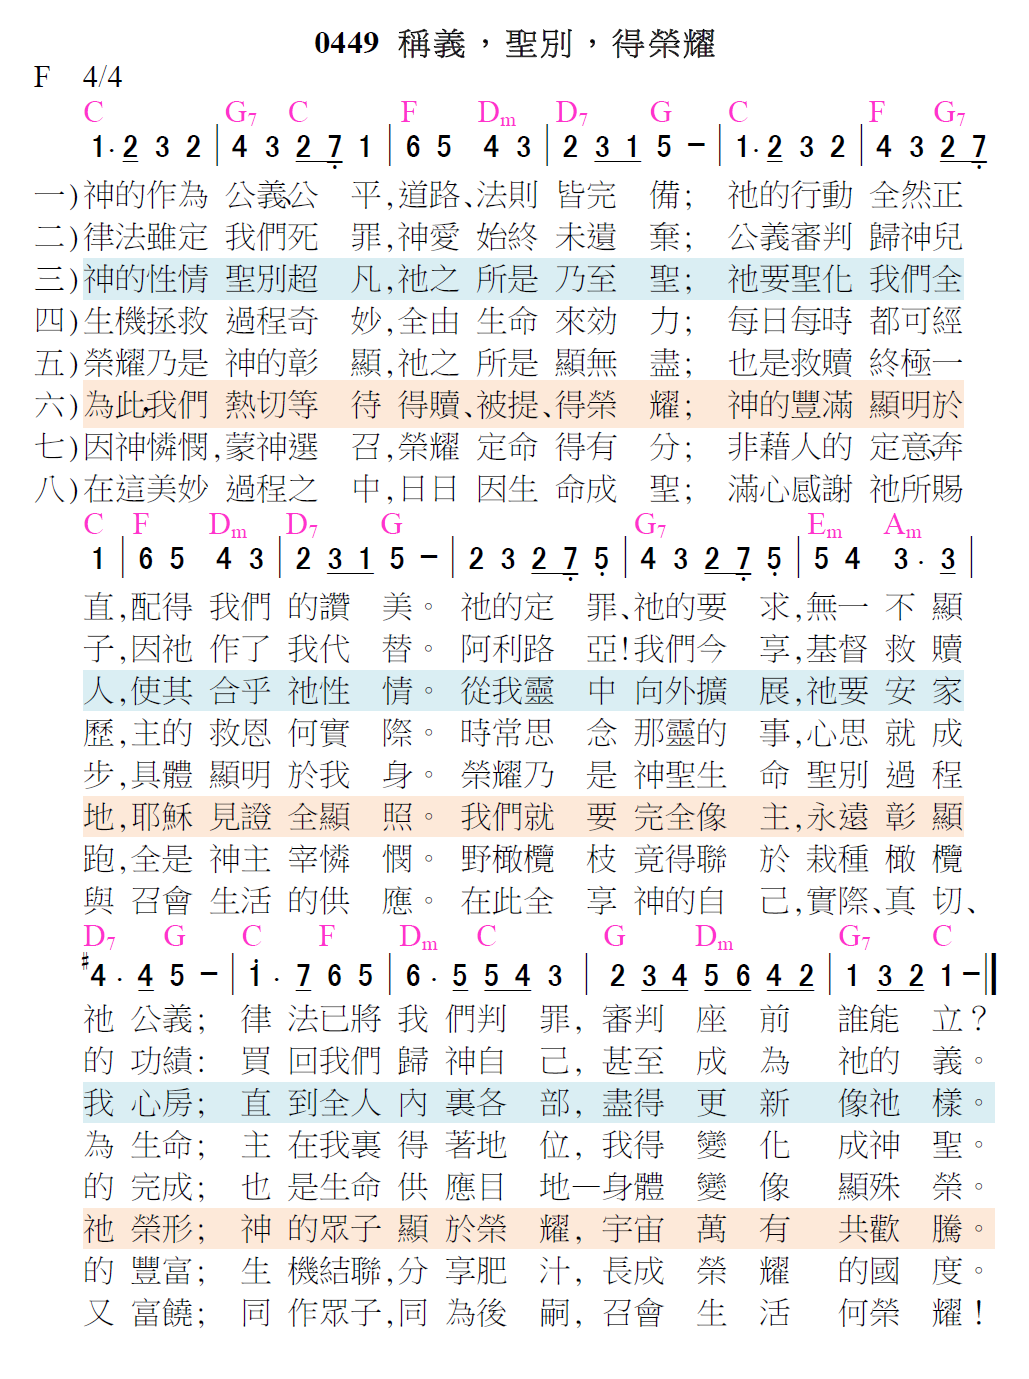 0449 稱義，聖別，得榮耀
F 4/4
C G7 C F Dm D7 G C F G7
1· 2 3 2 | 4 3 2 7 1 | 6 5 4 3 | 2 3 1 5 － | 1· 2 3 2 | 4 3 2 7
一)神的作為 公義、公 平,道路、法則 皆完 備; 祂的行動 全然正
二)律法雖定 我們死 罪,神愛 始終 未遺 棄; 公義審判 歸神兒
三)神的性情 聖別超 凡,祂之 所是 乃至 聖; 祂要聖化 我們全
四)生機拯救 過程奇 妙,全由 生命 來效 力; 每日每時 都可經
五)榮耀乃是 神的彰 顯,祂之 所是 顯無 盡; 也是救贖 終極一
六)為此,我們 熱切等 待 得贖、被提、得榮 耀; 神的豐滿 顯明於
七)因神憐憫,蒙神選 召,榮耀 定命 得有 分; 非藉人的 定意、奔
八)在這美妙 過程之 中,日日 因生 命成 聖; 滿心感謝 祂所賜
C F Dm D7 G G7 Em Am
1 | 6 5 4 3 | 2 3 1 5 － | 2 3 2 7 5 | 4 3 2 7 5 | 5 4 3 · 3 |
直,配得 我們 的讚 美。 祂的定 罪、祂的要 求,無一 不 顯
子,因祂 作了 我代 替。 阿利路 亞!我們今 享,基督 救 贖
人,使其 合乎 祂性 情。 從我靈 中 向外擴 展,祂要 安 家
歷,主的 救恩 何實 際。 時常思 念 那靈的 事,心思 就 成
步,具體 顯明 於我 身。 榮耀乃 是 神聖生 命 聖別 過 程
地,耶穌 見證 全顯 照。 我們就 要 完全像 主,永遠 彰 顯
跑,全是 神主 宰憐 憫。 野橄欖 枝 竟得聯 於 栽種 橄 欖
與 召會 生活 的供 應。 在此全 享 神的自 己,實際、真 切、
D7 G C F Dm C G Dm G7 C
♯4 · 4 5 － | 1 · 7 6 5 | 6 · 5 5 4 3 | 2 3 4 5 6 4 2 | 1 3 2 1 － ‖
祂 公義; 律 法已將 我 們判 罪, 審判 座 前 誰能 立?
的 功績: 買 回我們 歸 神自 己, 甚至 成 為 祂的 義。
我 心房; 直 到全人 內 裏各 部, 盡得 更 新 像祂 樣。
為 生命; 主 在我裏 得 著地 位, 我得 變 化 成神 聖。
的 完成; 也 是生命 供 應目 地—身體 變 像 顯殊 榮。
祂 榮形; 神 的眾子 顯 於榮 耀, 宇宙 萬 有 共歡 騰。
的 豐富; 生 機結聯,分 享肥 汁, 長成 榮 耀 的國 度。
又 富饒; 同 作眾子,同 為後 嗣, 召會 生 活 何榮 耀!